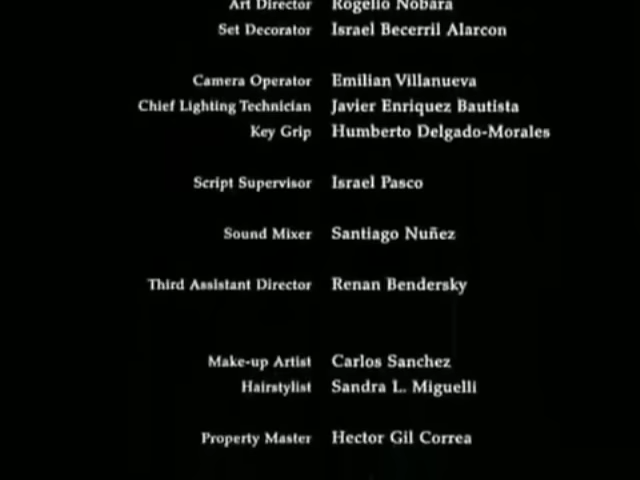 Art Director Rogelio Nobara
Set Decorator Israel Becerril Alarcon
Camera Operator Emilian Villanueva
Chief Lighting Technician Javier Enriquez Bautista
Key Grip Humberto Delgado-Morales
Script Supervisor Israel Pasco
Sound Mixer Santiago Nuñez
Third Assistant Director Renan Bendersky
Make-up Artist Carlos Sanchez
Hairstylist Sandra L. Miguelli
Property Master Hector Gil Correa